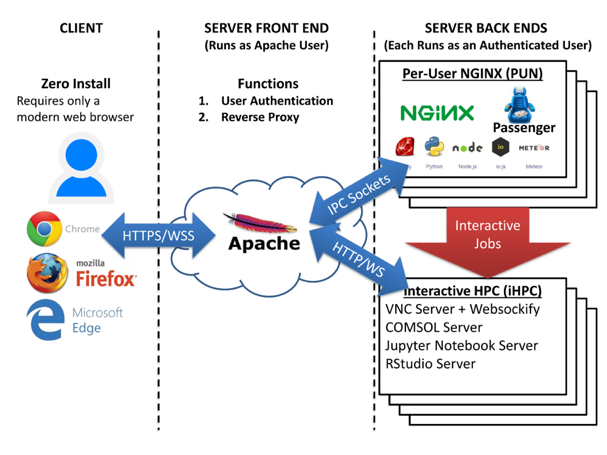 CLIENT
SERVER FRONT END
(Runs as Apache User)
SERVER BACK ENDS
(Each Runs as an Authenticated User)
Zero Install
Requires only a
modern web browser
Functions
1. User Authentication
2. Reverse Proxy
Per-User NGINX (PUN)
NGINX
Passenger
node
io
METEOR
Python
Node.js
io.js
Meteor
Chrome
mozilla
Firefox
Microsoft
Edge
HTTPS/WSS
Apache
IPC Sockets
HTTP/WS
Interactive
Jobs
Interactive HPC (iHPC)
VNC Server + Websockify
COMSOL Server
Jupyter Notebook Server
RStudio Server